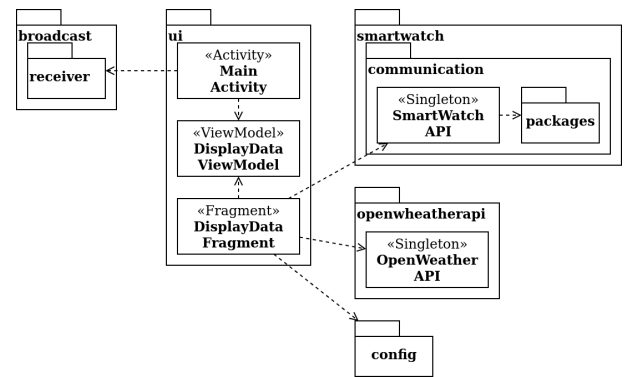 broadcast
receiver
ui
«Activity»
Main
Activity
«ViewModel»
DisplayData
ViewModel
«Fragment»
DisplayData
Fragment
smartwatch
communication
«Singleton»
SmartWatch
API
packages
openwheatherapi
«Singleton»
OpenWeather
API
config